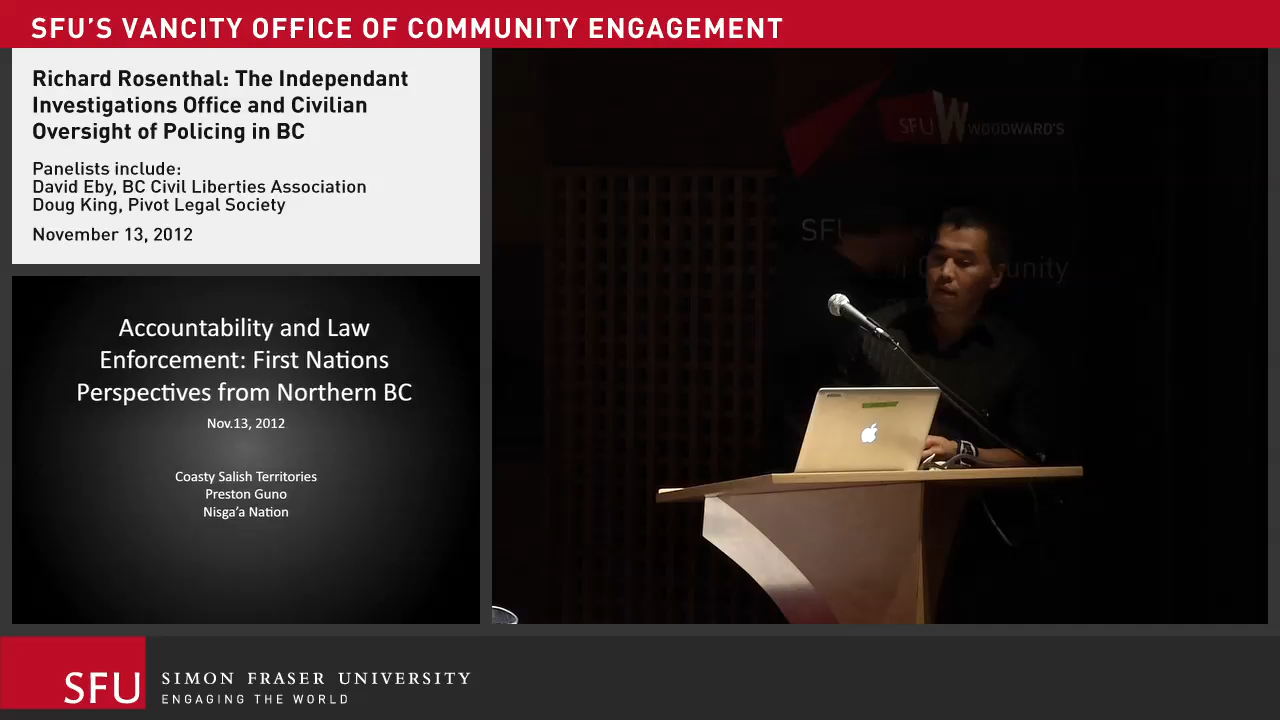 SFU'S VANCITY OFFICE OF COMMUNITY ENGAGEMENT
Richard Rosenthal: The Independant
Investigations Office and Civilian
Oversight of Policing in BC
Panelists include:
David Eby, BC Civil Liberties Association
Doug King, Pivot Legal Society
November 13, 2012
Accountability and Law
Enforcement: First Nations
Perspectives from Northern BC
Nov.13, 2012
Coasty Salish Territories
Preston Guno
Nisga'a Nation
SFU W WOODWARD'S
SFU
SFU
SIMON FRASER UNIVERSITY
ENGAGING THE WORLD